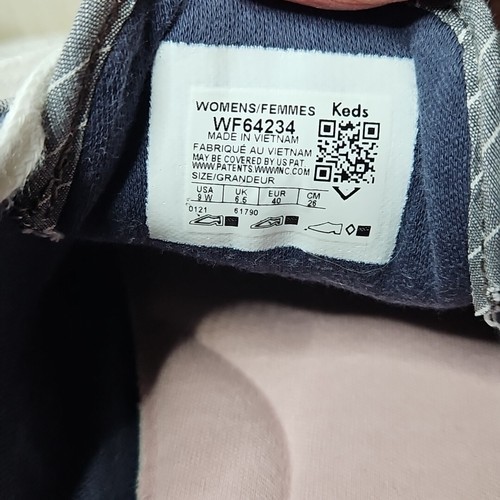 WOMENS/FEMMES Keds
WF64234
MADE IN VIETNAM
FABRIQUÉ AU VIETNAM
MAY BE COVERED BY US PAT
WWW.PATENTS.WWWINC.COM
SIZE/GRANDEUR
USA UK EUR CM
9 W 6.5 40 26
0121 61790